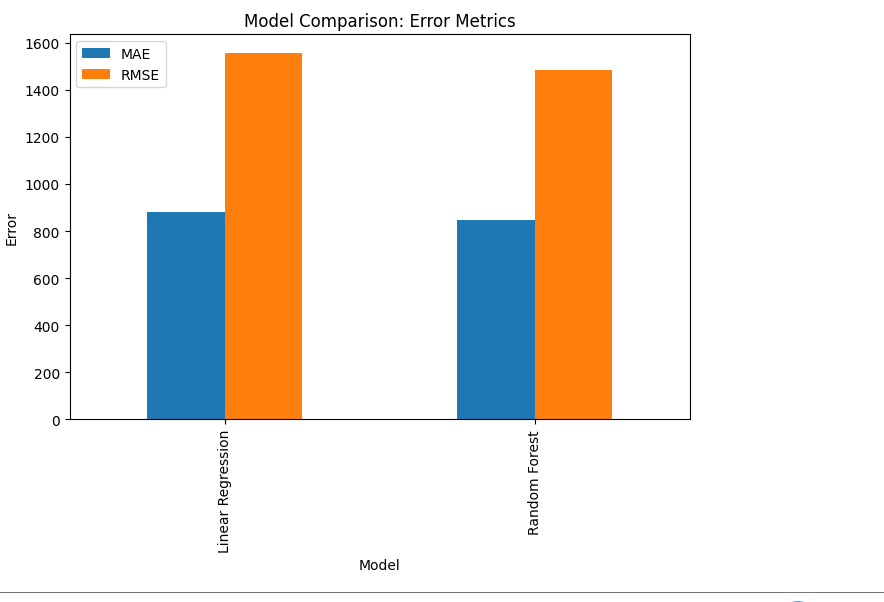 Model Comparison: Error Metrics
MAE
RMSE
1600
1400
1200
1000
800
600
400
200
0
Error
Linear Regression
Random Forest
Model